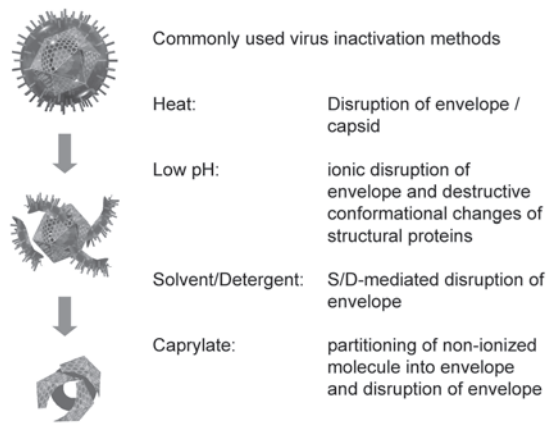 Commonly used virus inactivation methods
Heat: Disruption of envelope /
capsid
Low pH: ionic disruption of
envelope and destructive
conformational changes of
structural proteins
Solvent/Detergent: S/D-mediated disruption of
envelope
Caprylate: partitioning of non-ionized
molecule into envelope
and disruption of envelope